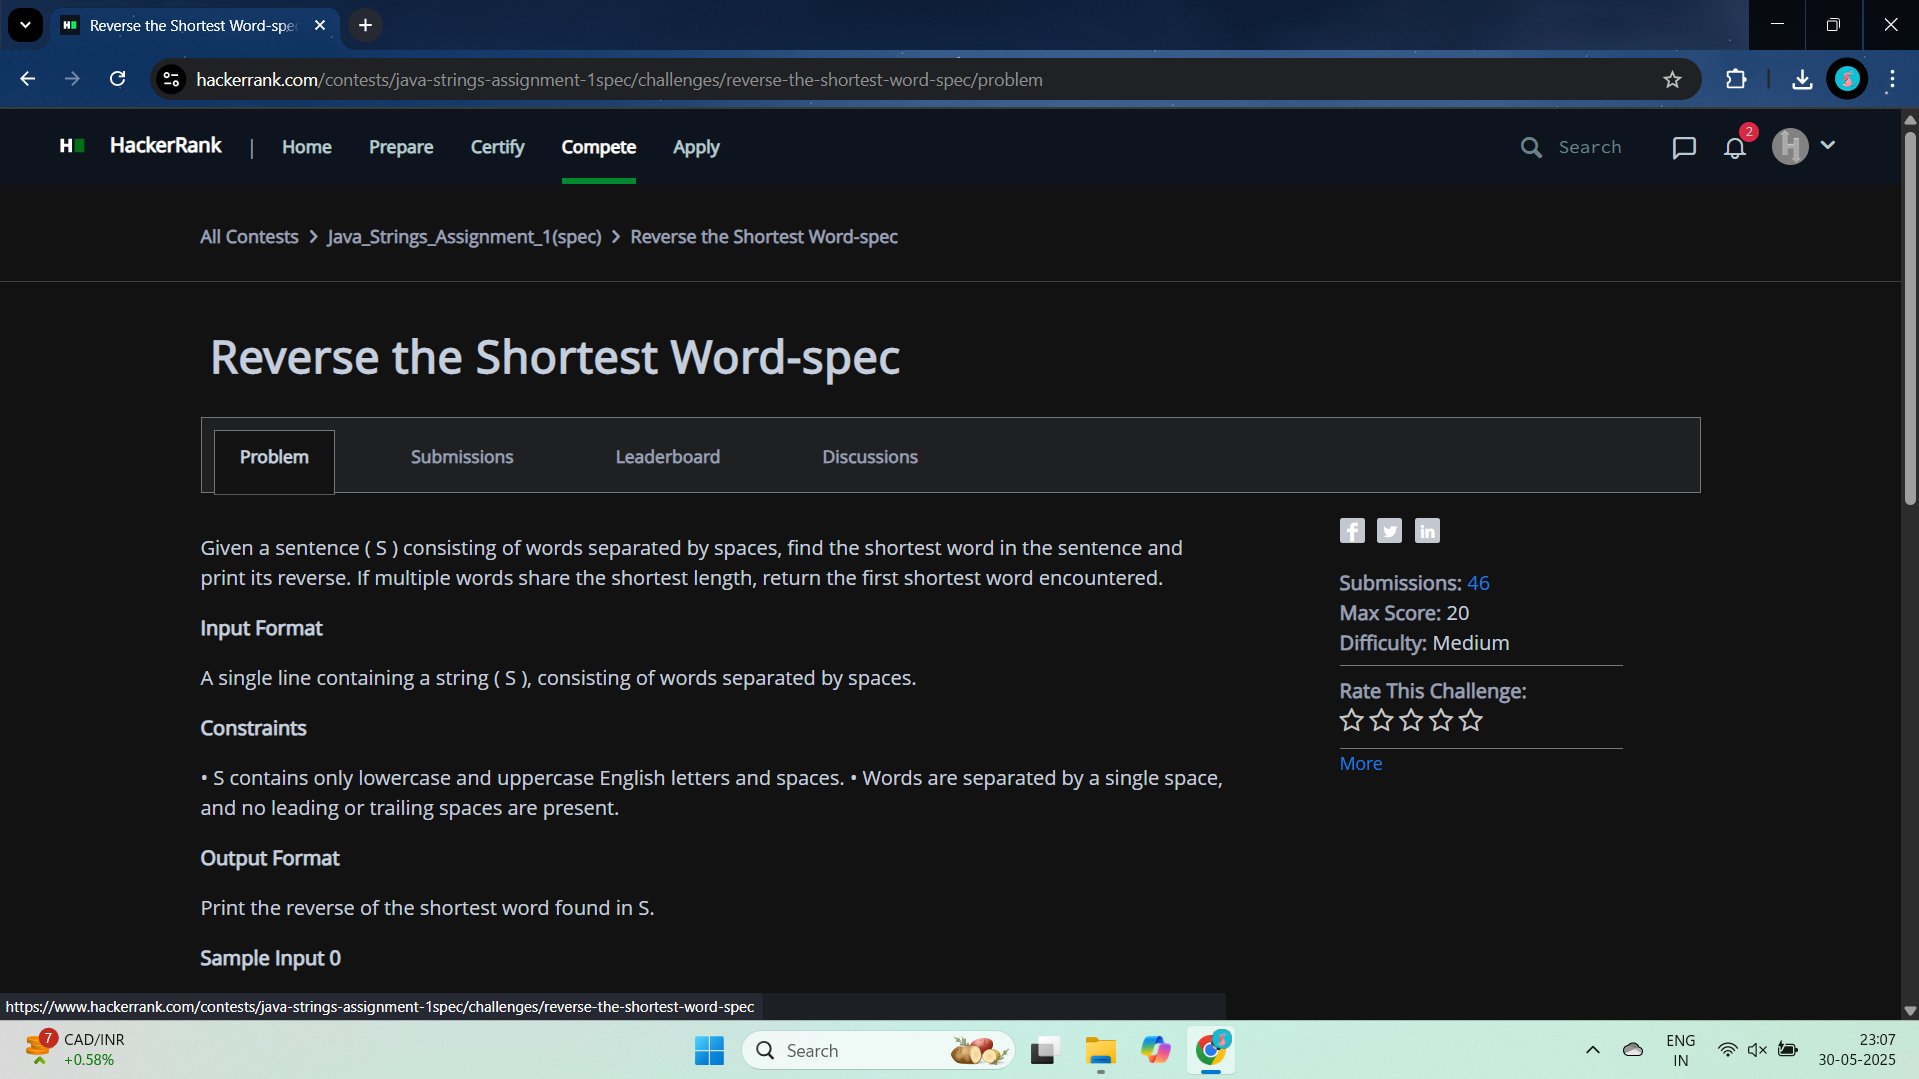 Reverse the Shortest Word-spe
hackerrank.com/contests/java-strings-assignment-1spec/challenges/reverse-the-shortest-word-spec/problem
HackerRank | Home Prepare Certify Compete Apply Search 2
All Contests > Java_Strings_Assignment_1(spec) > Reverse the Shortest Word-spec
Reverse the Shortest Word-spec
Problem Submissions Leaderboard Discussions
Given a sentence ( S ) consisting of words separated by spaces, find the shortest word in the sentence and
print its reverse. If multiple words share the shortest length, return the first shortest word encountered.
Input Format
A single line containing a string ( S ), consisting of words separated by spaces.
Constraints
• S contains only lowercase and uppercase English letters and spaces. • Words are separated by a single space,
and no leading or trailing spaces are present.
Output Format
Print the reverse of the shortest word found in S.
Sample Input 0
Submissions: 46
Max Score: 20
Difficulty: Medium
Rate This Challenge:
More
https://www.hackerrank.com/contests/java-strings-assignment-1spec/challenges/reverse-the-shortest-word-spec
7
CAD/INR
+0.58%
Search
ENG
IN
23:07
30-05-2025